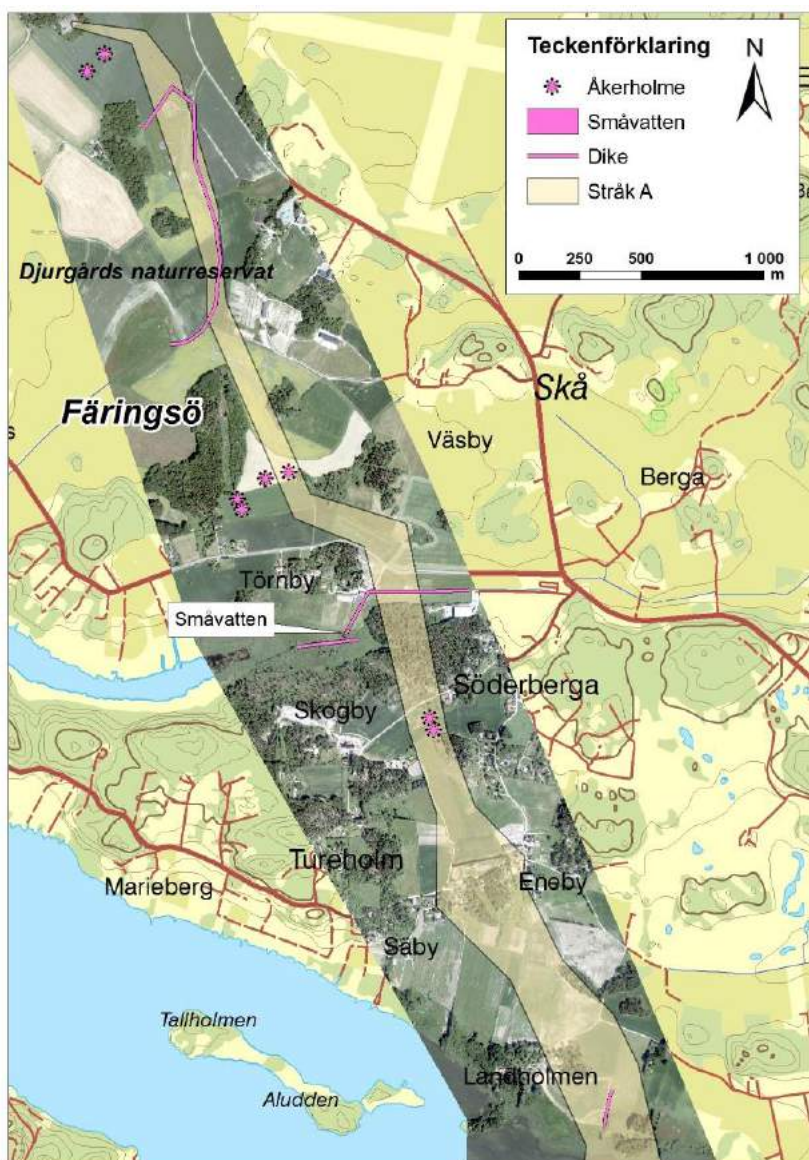 Teckenförklaring
N
Åkerholme
Småvatten
Dike
Stråk A
0 250 500 1 000
m
Djurgårds naturreservat
Färingsö
Skå
Väsby
Berga
Törnby
Småvatten
Söderberga
Skogby
Tureholm
Eneby
Marieberg
Säby
Tallholmen
Aludden
Landholmen